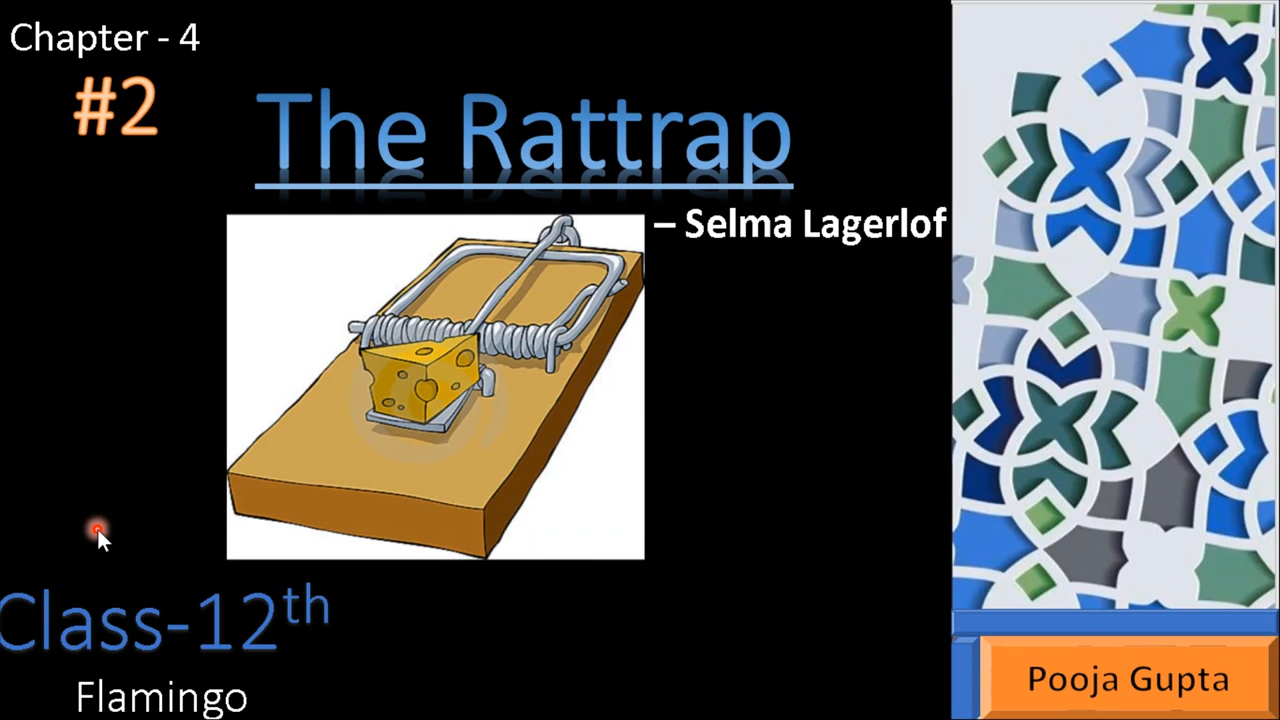 Chapter - 4
#2
The Rattrap
– Selma Lagerlof
Class-12th
Flamingo
Pooja Gupta